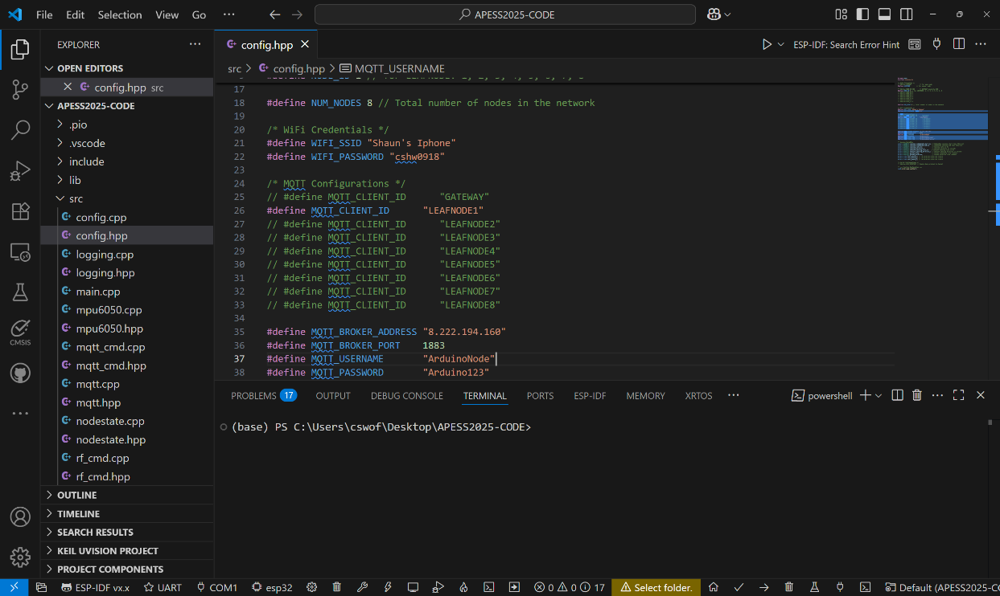 File Edit Selection View Go ··· APESS2025-CODE
EXPLORER ···
OPEN EDITORS
config.hpp src
APESS2025-CODE
.pio
.vscode
include
lib
src
config.cpp
config.hpp
logging.cpp
logging.hpp
main.cpp
mpu6050.cpp
mpu6050.hpp
mqtt_cmd.cpp
mqtt_cmd.hpp
mqtt.cpp
mqtt.hpp
nodestate.cpp
nodestate.hpp
rf_cmd.cpp
rf_cmd.hpp
OUTLINE
TIMELINE
SEARCH RESULTS
KEIL UVISION PROJECT
PROJECT COMPONENTS
CMSIS
config.hpp
ESP-IDF: Search Error Hint
src > config.hpp > MQTT_USERNAME
17
18 #define NUM_NODES 8 // Total number of nodes in the network
19
20 /* WiFi Credentials */
21 #define WIFI_SSID "Shaun's Iphone"
22 #define WIFI_PASSWORD "cshw0918"
23
24 /* MQTT Configurations */
25 // #define MQTT_CLIENT_ID "GATEWAY"
26 #define MQTT_CLIENT_ID "LEAFNODE1"
27 // #define MQTT_CLIENT_ID "LEAFNODE2"
28 // #define MQTT_CLIENT_ID "LEAFNODE3"
29 // #define MQTT_CLIENT_ID "LEAFNODE4"
30 // #define MQTT_CLIENT_ID "LEAFNODE5"
31 // #define MQTT_CLIENT_ID "LEAFNODE6"
32 // #define MQTT_CLIENT_ID "LEAFNODE7"
33 // #define MQTT_CLIENT_ID "LEAFNODE8"
34
35 #define MQTT_BROKER_ADDRESS "8.222.194.160"
36 #define MQTT_BROKER_PORT 1883
37 #define MQTT_USERNAME "ArduinoNode"
38 #define MQTT_PASSWORD "Arduino123"
PROBLEMS 17 OUTPUT DEBUG CONSOLE TERMINAL PORTS ESP-IDF MEMORY XRTOS ··· powershell
(base) PS C:\Users\cswof\Desktop\APESS2025-CODE>
ESP-IDF vx.x UART COM1 esp32 0 0 17 Select folder. Default (APESS2025-CO